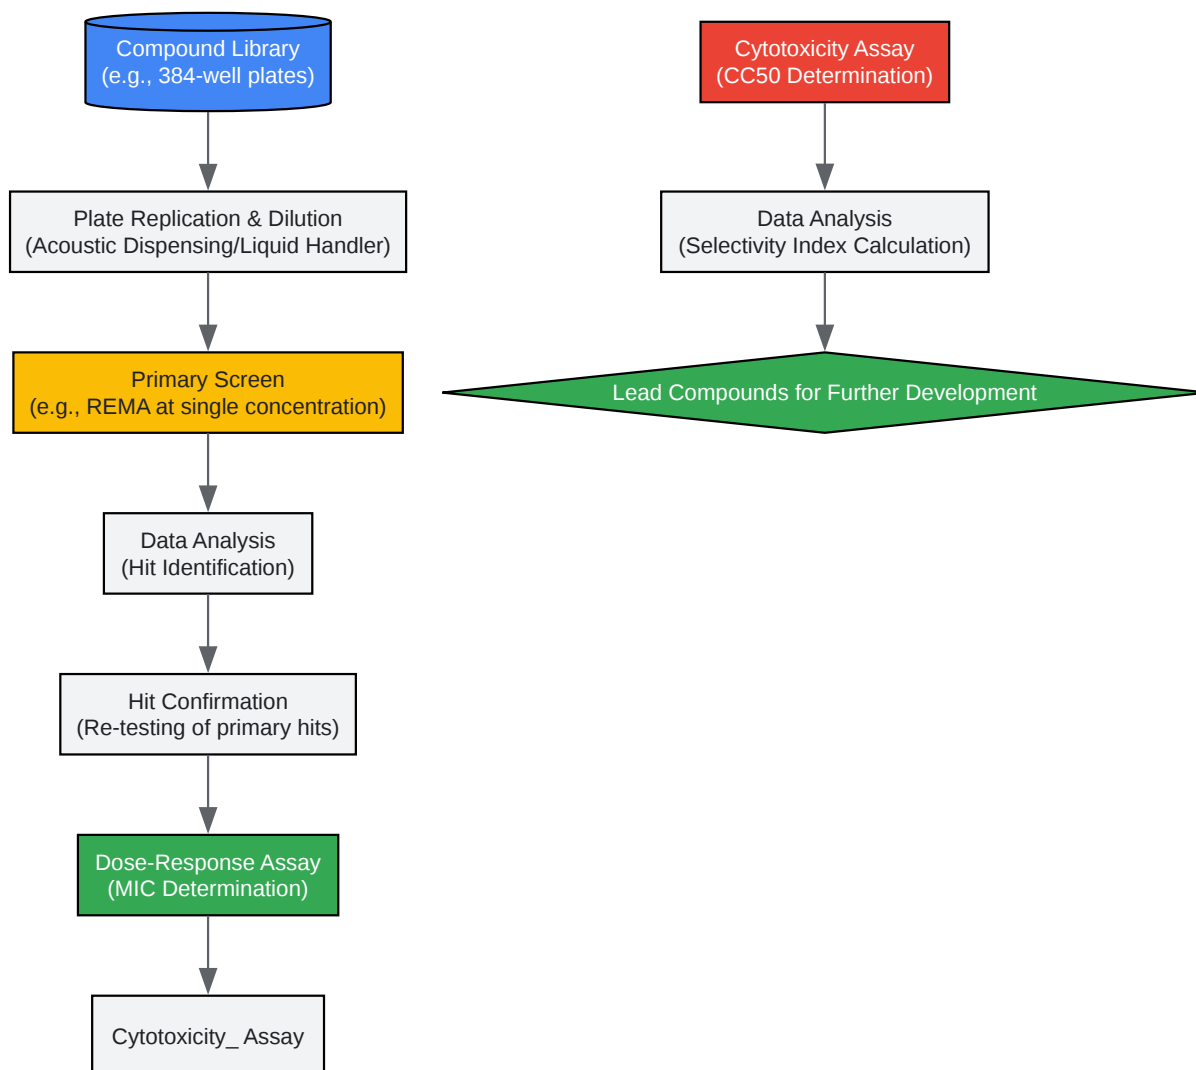 Compound Library
(e.g., 384-well plates)
Plate Replication & Dilution
(Acoustic Dispensing/Liquid Handler)
Primary Screen
(e.g., REMA at single concentration)
Data Analysis
(Hit Identification)
Hit Confirmation
(Re-testing of primary hits)
Dose-Response Assay
(MIC Determination)
Cytotoxicity_ Assay
Cytotoxicity Assay
(CC50 Determination)
Data Analysis
(Selectivity Index Calculation)
Lead Compounds for Further Development